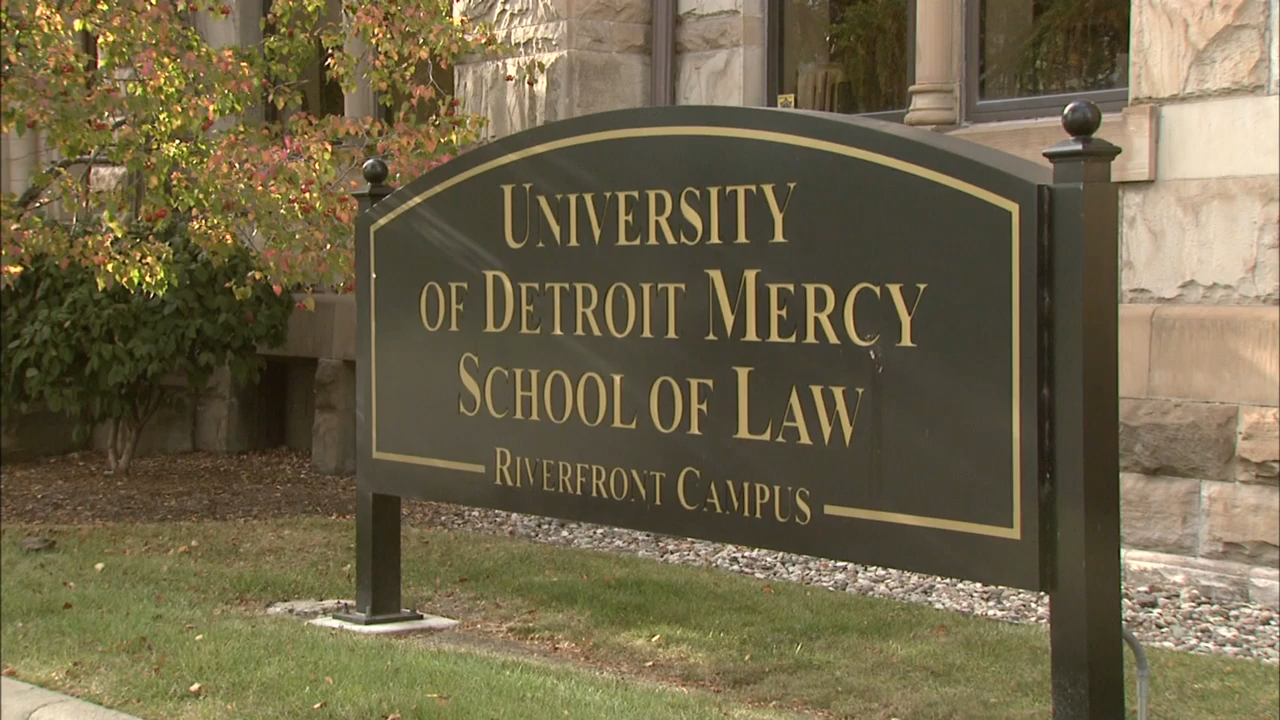 University
of Detroit Mercy
School of Law
Riverfront Campus